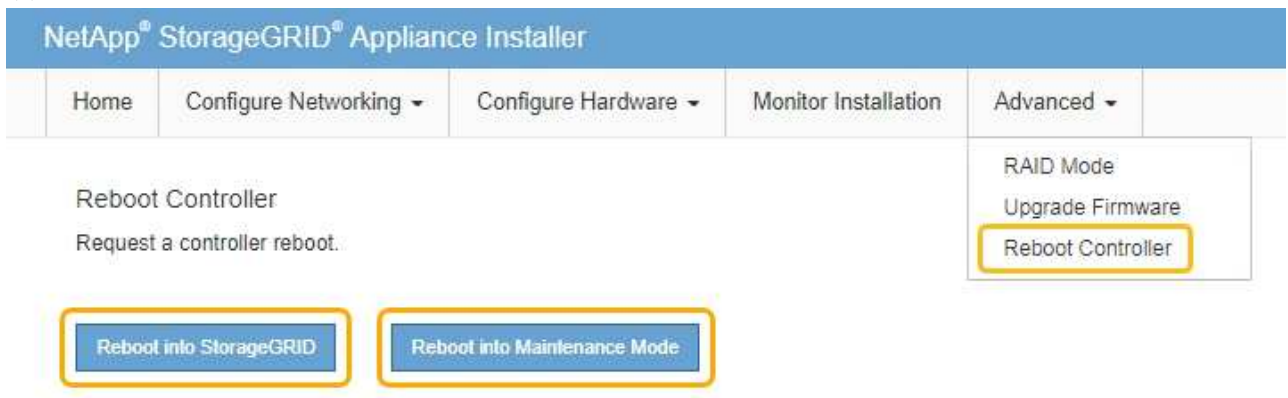 NetApp® StorageGRID® Appliance Installer
Home Configure Networking Configure Hardware Monitor Installation Advanced
RAID Mode
Upgrade Firmware
Reboot Controller
Reboot Controller
Request a controller reboot.
Reboot into StorageGRID Reboot into Maintenance Mode